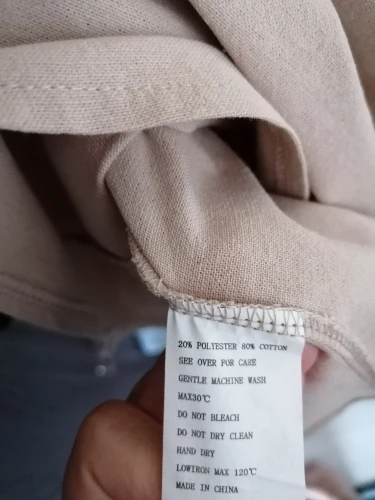 20% POLYESTER 80% COTTON
SEE OVER FOR CARE
GENTLE MACHINE WASH
MAX30℃
DO NOT BLEACH
DO NOT DRY CLEAN
HAND DRY
LOWIRON MAX 120℃
MADE IN CHINA